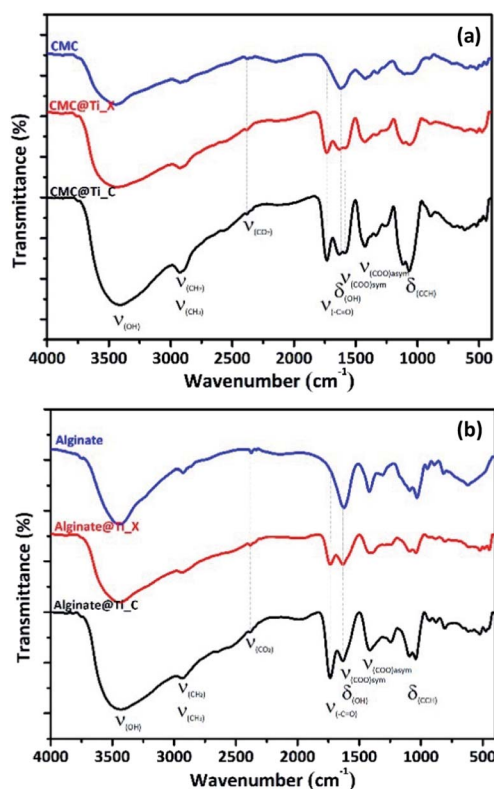 (a)
CMC
CMC@Ti_X
CMC@Ti_C
ν(CO₂)
ν(OH)
ν(CH₂)
ν(CH₃)
ν(-C=O)
δ(OH)
ν(COO)sym
ν(COO)asym
δ(CCH)
Transmittance (%)
4000 3500 3000 2500 2000 1500 1000 500
Wavenumber (cm⁻¹)
(b)
Alginate
Alginate@Ti_X
Alginate@Ti_C
ν(CO₂)
ν(OH)
ν(CH₂)
ν(CH₃)
ν(COO)asym
ν(COO)sym
δ(OH)
ν(-C=O)
δ(CCH)
Transmittance (%)
4000 3500 3000 2500 2000 1500 1000 500
Wavenumber (cm⁻¹)